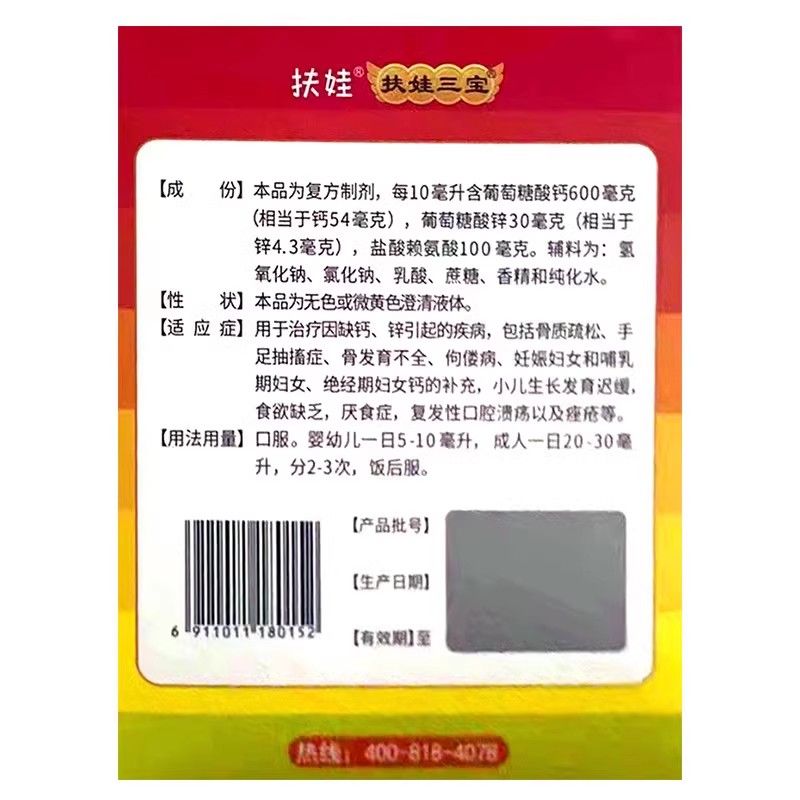 扶娃® 扶娃三宝®
【成 份】本品为复方制剂，每10毫升含葡萄糖酸钙600毫克
(相当于钙54毫克)，葡萄糖酸锌30毫克（相当于
锌4.3毫克），盐酸赖氨酸100毫克。辅料为：氢
氧化钠、氯化钠、乳酸、蔗糖、香精和纯化水。
【性 状】本品为无色或微黄色澄清液体。
【适 应 症】用于治疗因缺钙、锌引起的疾病，包括骨质疏松、手
足抽搐症、骨发育不全、佝偻病、妊娠妇女和哺乳
期妇女、绝经期妇女钙的补充，小儿生长发育迟缓，
食欲缺乏，厌食症，复发性口腔溃疡以及痤疮等。
【用法用量】口服。婴幼儿一日5-10毫升，成人一日20-30毫
升，分2-3次，饭后服。
【产品批号】
【生产日期】
【有效期】至
6 911011 180152
热线：400-818-4078